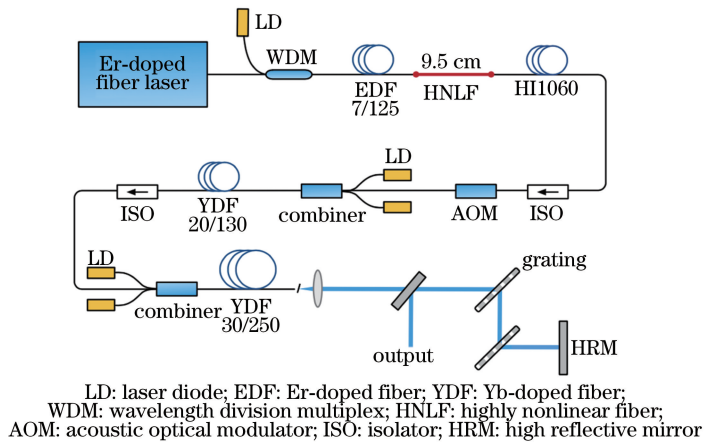 LD
WDM
Er-doped
fiber laser
9.5 cm
EDF
7/125
HNLF
HI1060
LD
ISO
YDF
20/130
combiner
AOM
ISO
LD
combiner
YDF
30/250
grating
output
HRM
LD: laser diode; EDF: Er-doped fiber; YDF: Yb-doped fiber;
WDM: wavelength division multiplex; HNLF: highly nonlinear fiber;
AOM: acoustic optical modulator; ISO: isolator; HRM: high reflective mirror